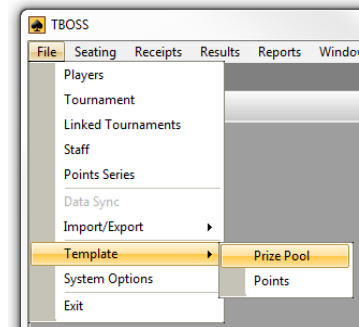 TBOSS
File Seating Receipts Results Reports Window
Players
Tournament
Linked Tournaments
Staff
Points Series
Data Sync
Import/Export
Template Prize Pool
System Options Points
Exit